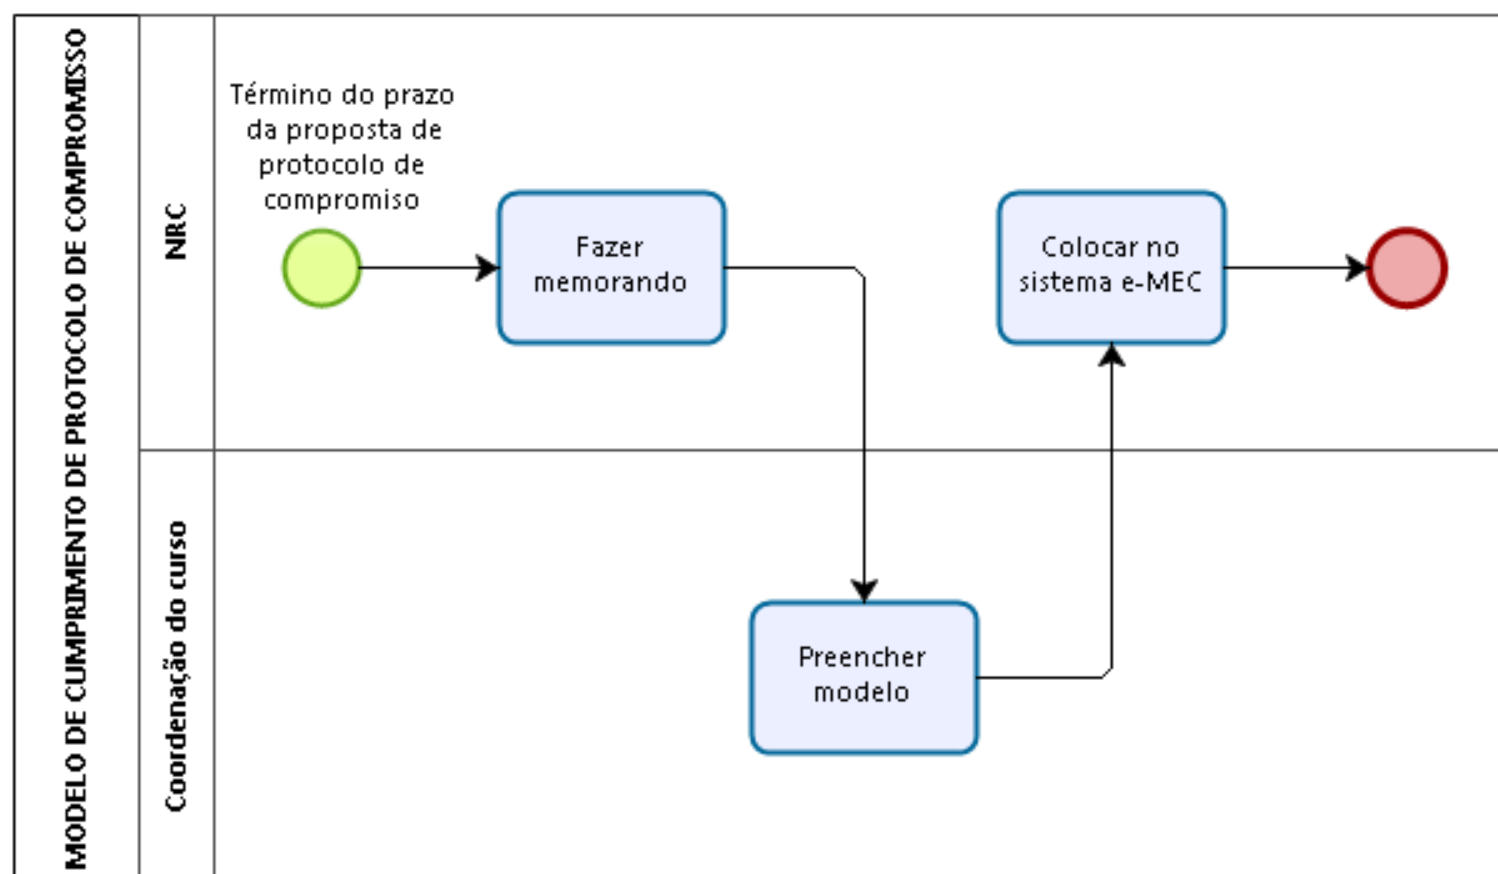 MODELO DE CUMPRIMENTO DE PROTOCOLO DE COMPROMISSO
NRC
Término do prazo
da proposta de
protocolo de
compromiso
Fazer
memorando
Colocar no
sistema e-MEC
Coordenação do curso
Preencher
modelo